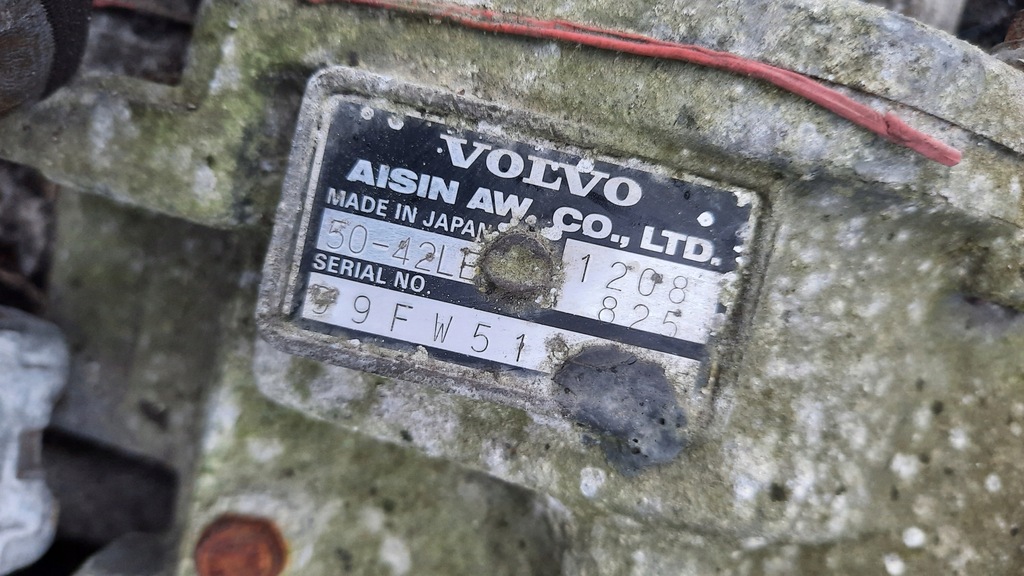 VOLVO
AISIN AW CO., LTD.
MADE IN JAPAN
50-42LE 1208
SERIAL NO. 825
9FW51